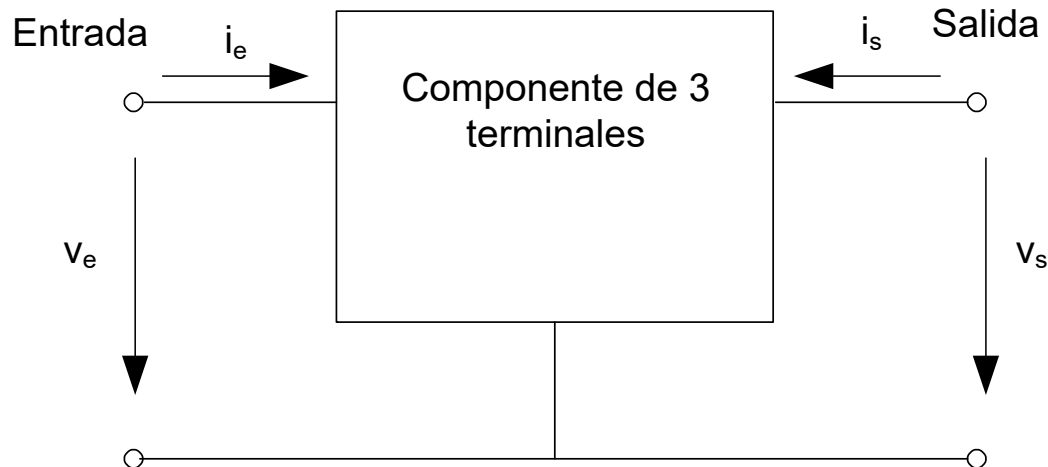 Entrada
iₑ
iₛ
Salida
Componente de 3
terminales
vₑ
vₛ